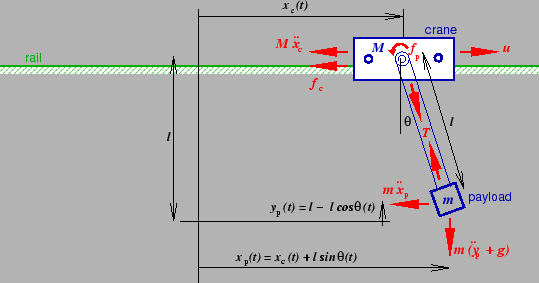 x_c(t)
crane
M ẍ_c
M
f_p
u
rail
f_c
l
θ
T
l
m ẍ_p
m
payload
y_p(t) = l – l cosθ(t)
m (ÿ_p + g)
x_p(t) = x_c(t) + l sinθ(t)